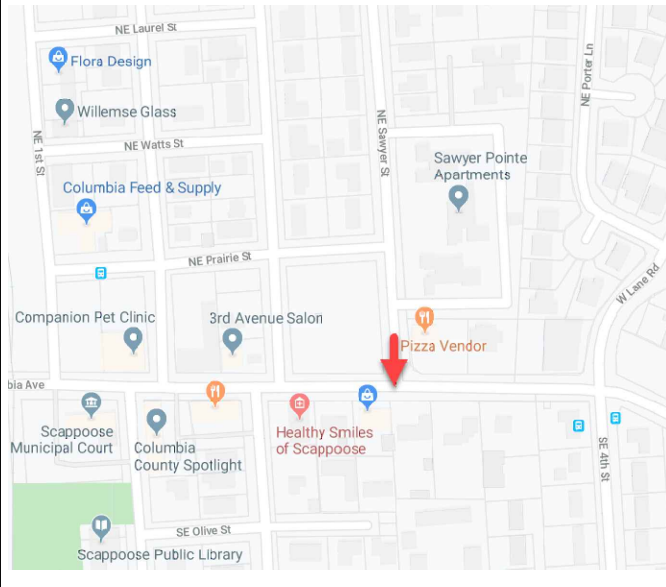 NE Laurel St
Flora Design
NE Porter Ln
Willemse Glass
NE 1st St
NE Sawyer St
NE Watts St
Sawyer Pointe
Apartments
Columbia Feed & Supply
NE Prairie St
W Lane Rd
Companion Pet Clinic
3rd Avenue Salon
Pizza Vendor
bia Ave
Scappoose
Municipal Court
Columbia
County Spotlight
Healthy Smiles
of Scappoose
SE 4th St
SE Olive St
Scappoose Public Library